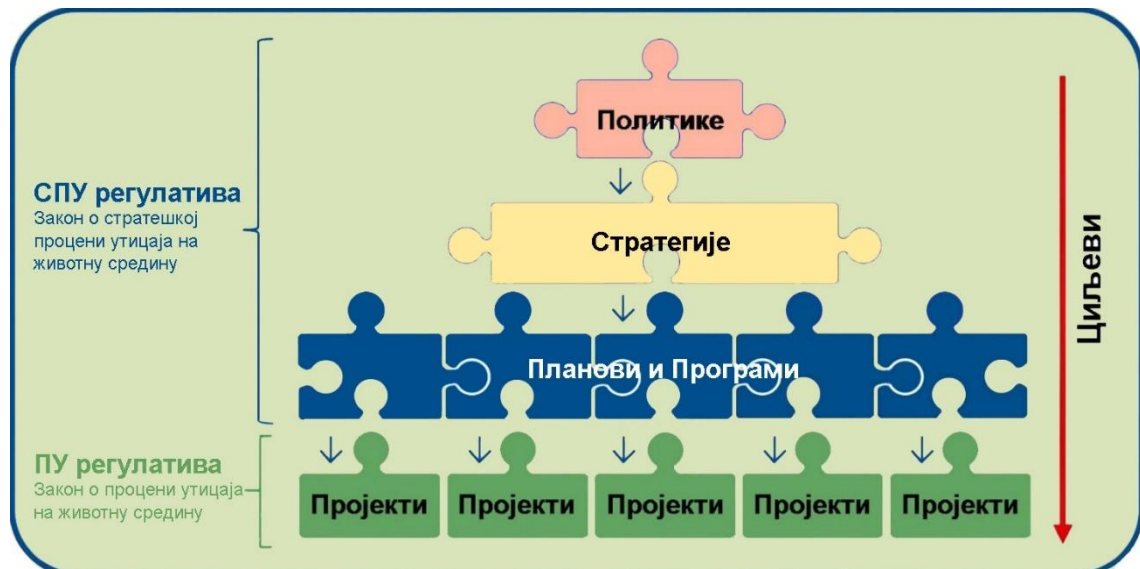 Политике
СПУ регулатива
Закон о стратешкој
процени утицаја на
животну средину
Стратегије
Циљеви
Планови и Програми
ПУ регулатива
Закон о процени утицаја
на животну средину
Пројекти
Пројекти
Пројекти
Пројекти
Пројекти